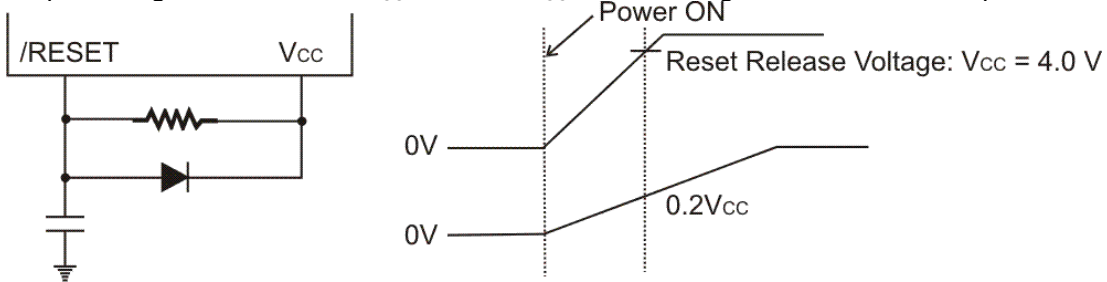 Power ON
/RESET
Vcc
Reset Release Voltage: Vcc = 4.0 V
0V
0.2Vcc
0V